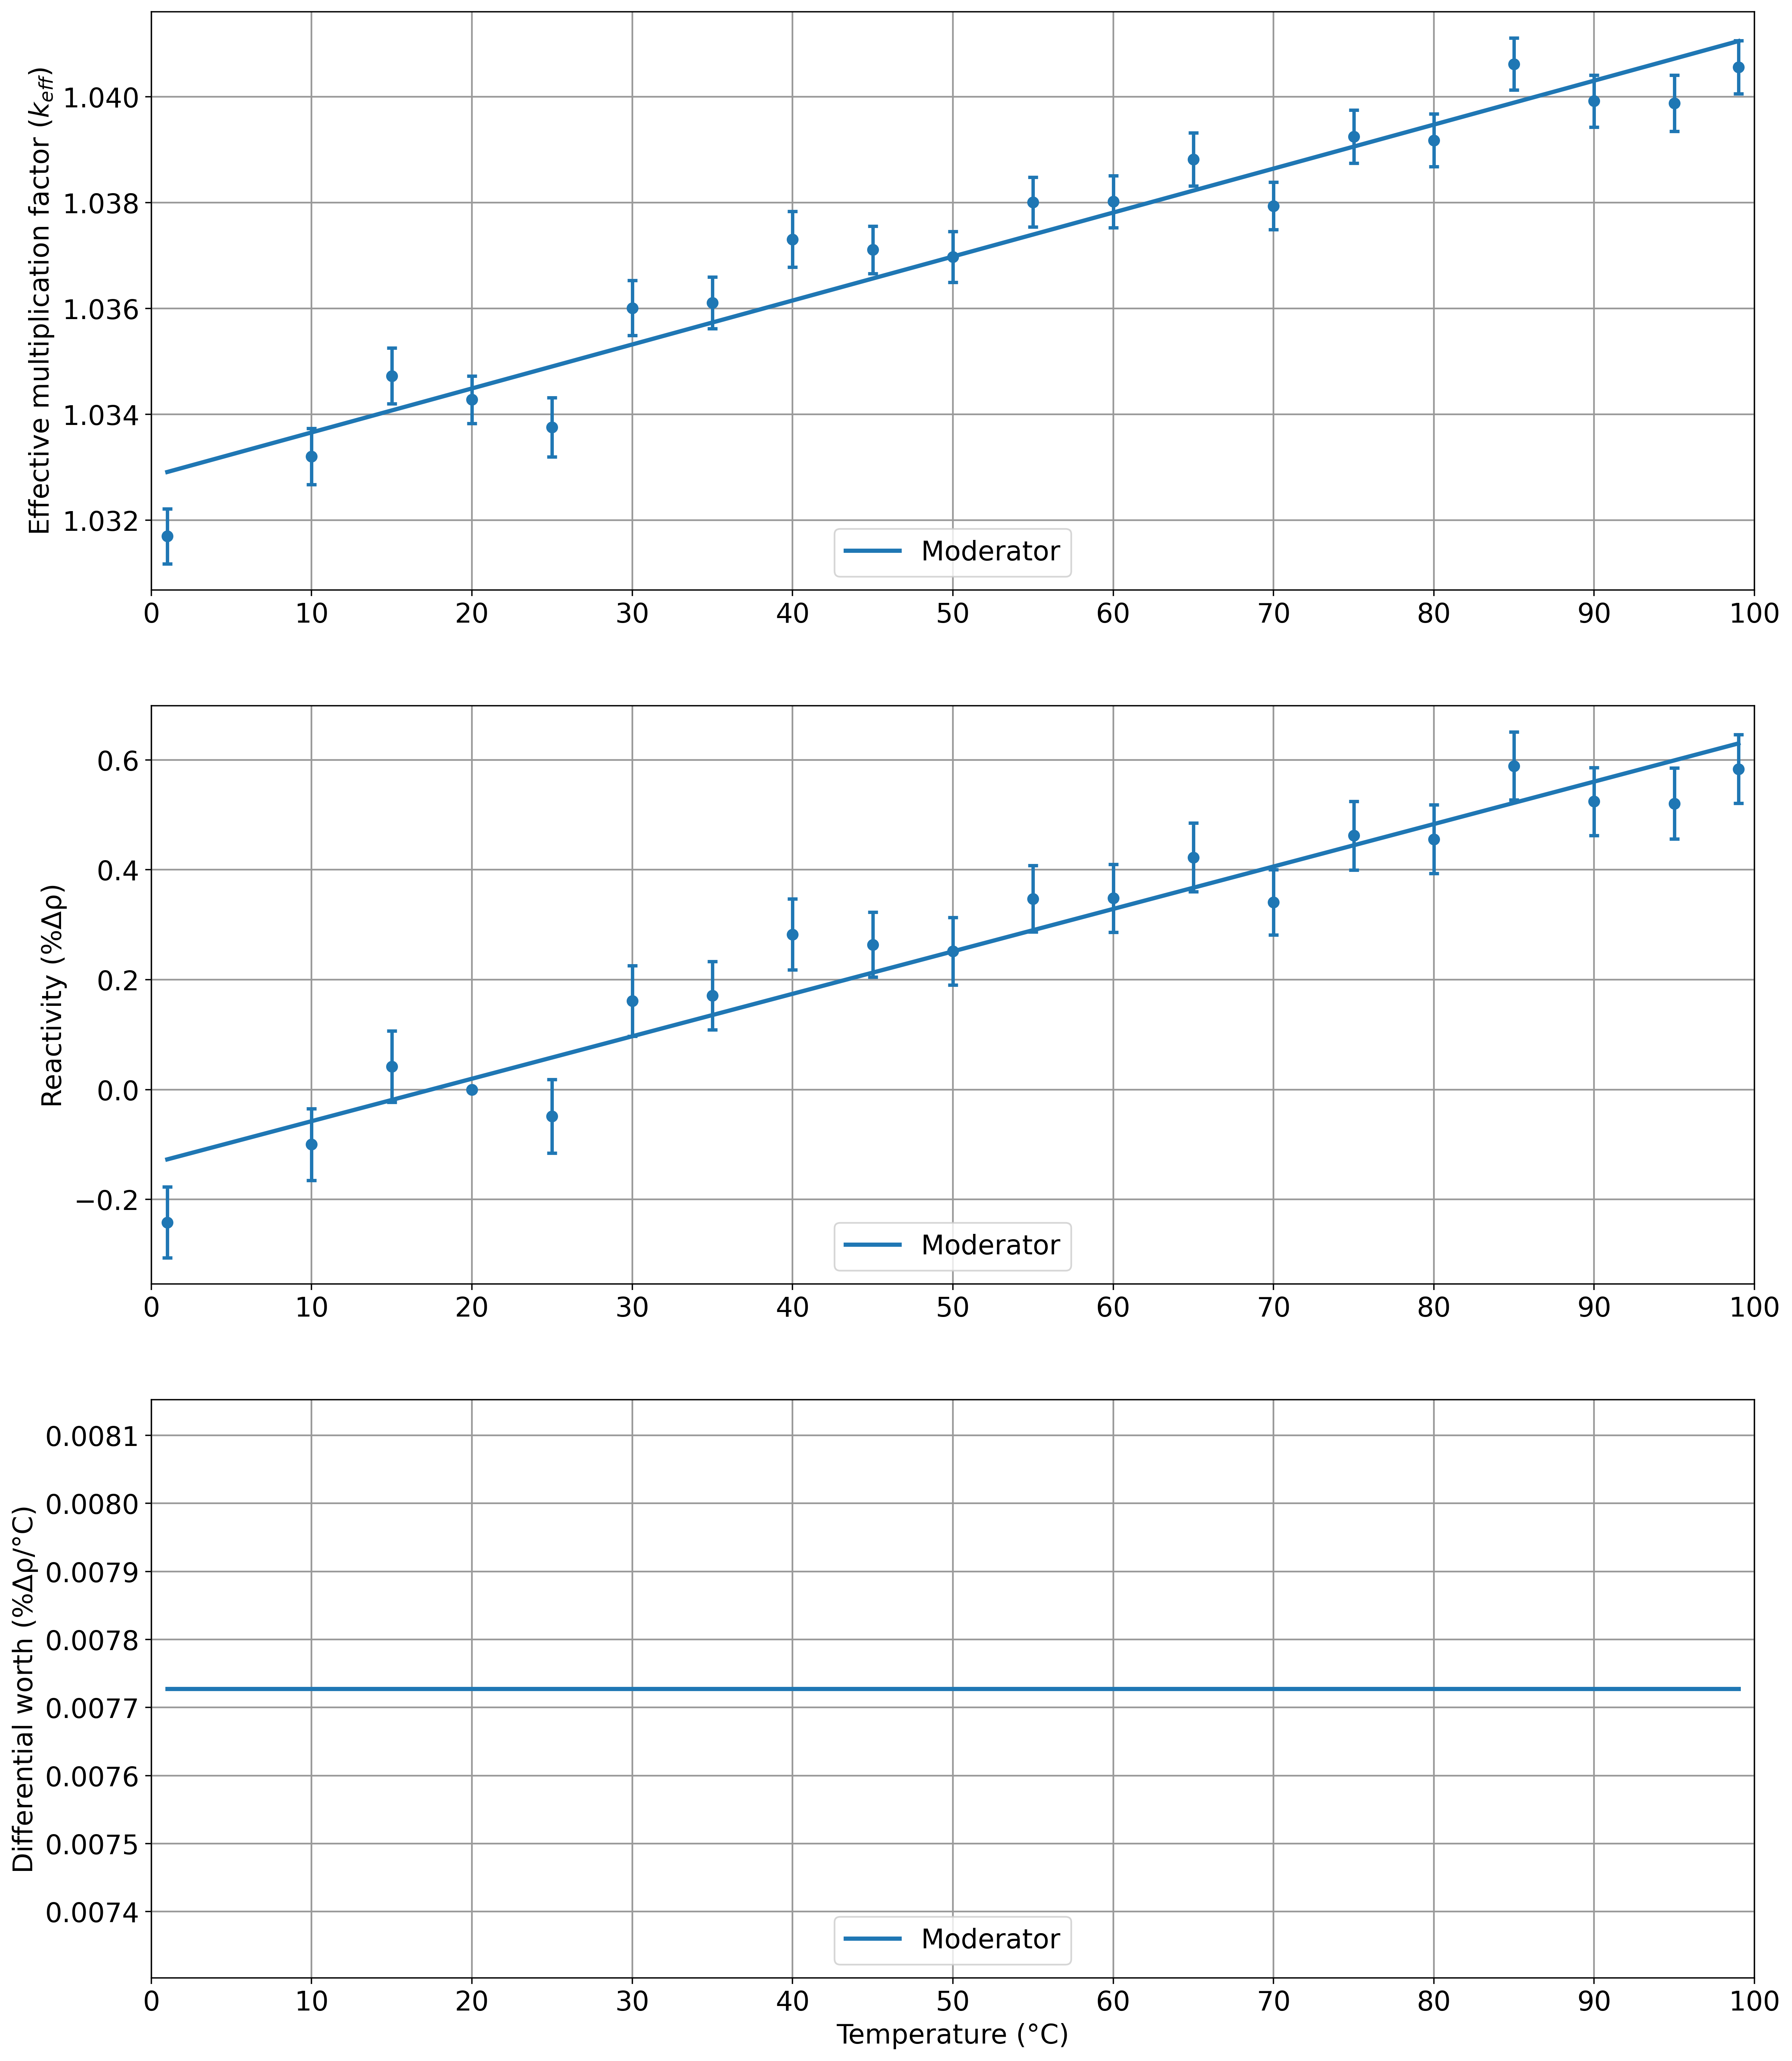 Effective multiplication factor (k_eff)
1.040
1.038
1.036
1.034
1.032
Moderator
0 10 20 30 40 50 60 70 80 90 100
Reactivity (%Δρ)
0.6
0.4
0.2
0.0
−0.2
Moderator
0 10 20 30 40 50 60 70 80 90 100
Differential worth (%Δρ/°C)
0.0081
0.0080
0.0079
0.0078
0.0077
0.0076
0.0075
0.0074
Moderator
0 10 20 30 40 50 60 70 80 90 100
Temperature (°C)